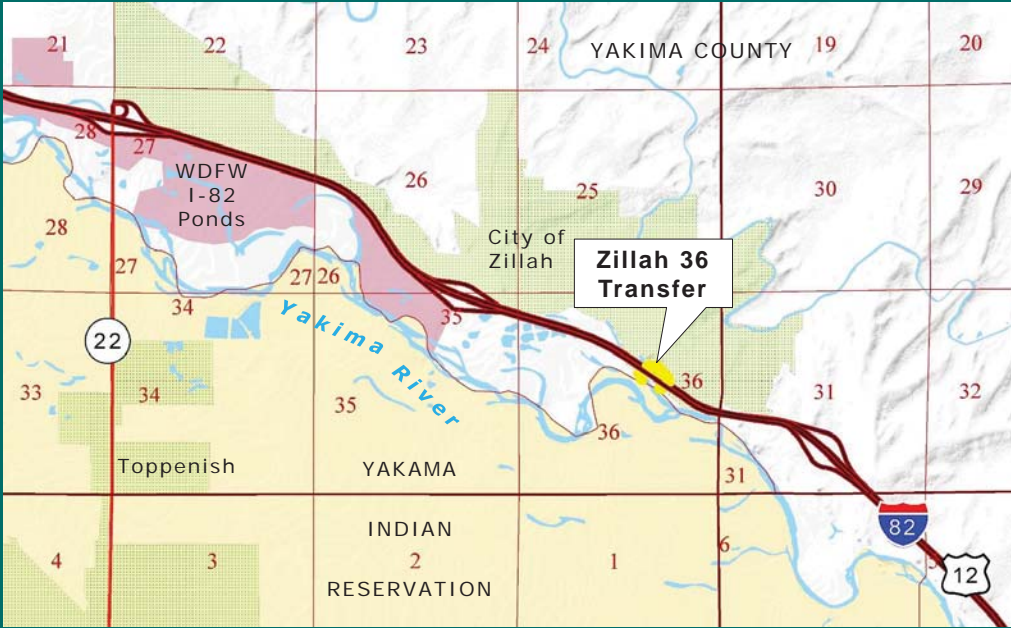 21
22
23
24
YAKIMA COUNTY
19
20
28
27
WDFW
I-82
Ponds
26
25
30
29
28
City of
Zillah
Zillah 36
Transfer
27
27
26
34
35
Yakima River
22
33
34
35
36
36
31
32
Toppenish
YAKAMA
31
INDIAN
82
4
3
2
1
6
5
12
RESERVATION